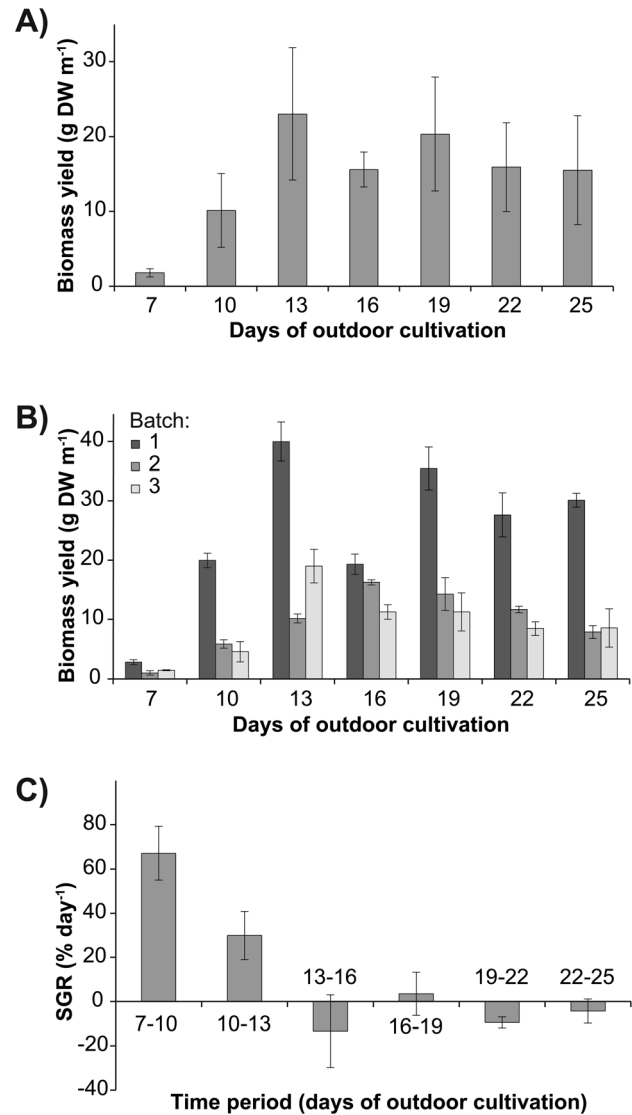 A)
Biomass yield (g DW m⁻¹)
30
20
10
0
7 10 13 16 19 22 25
Days of outdoor cultivation
B)
Biomass yield (g DW m⁻¹)
Batch:
1
2
3
40
30
20
10
0
7 10 13 16 19 22 25
Days of outdoor cultivation
C)
SGR (% day⁻¹)
80
60
40
20
0
-20
-40
13-16 19-22 22-25
7-10 10-13 16-19
Time period (days of outdoor cultivation)